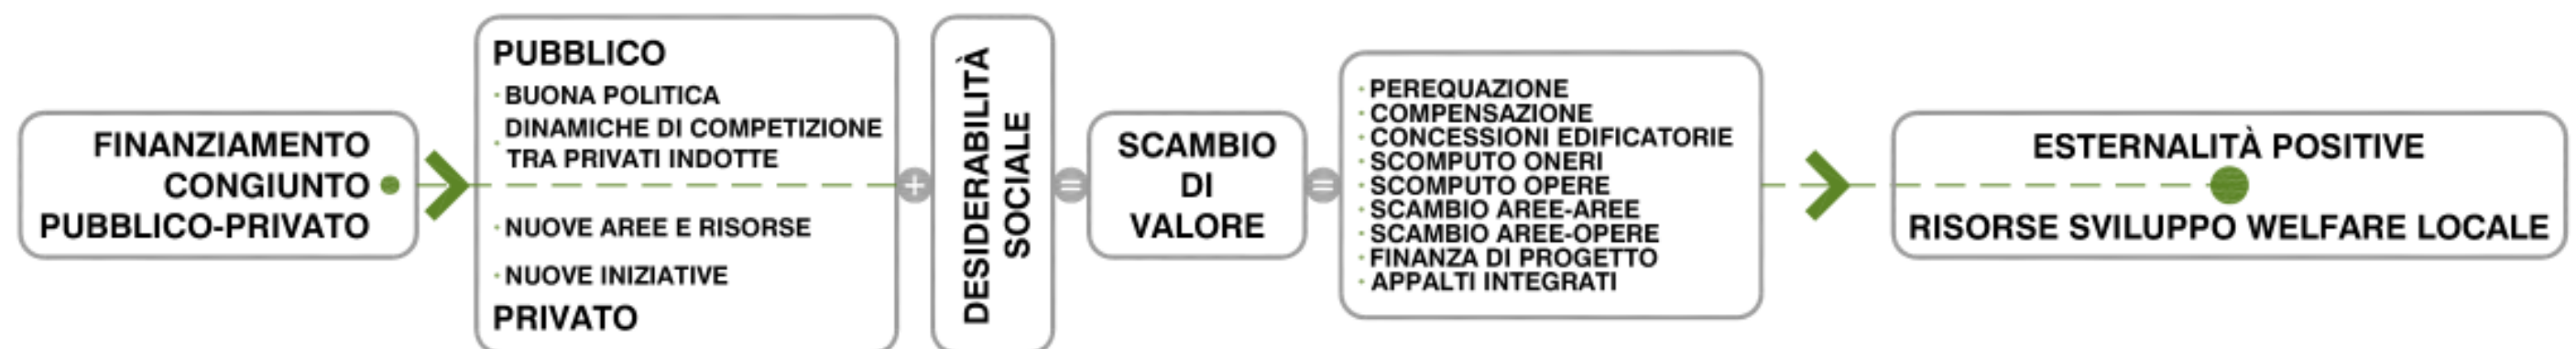 FINANZIAMENTO
CONGIUNTO
PUBBLICO-PRIVATO
PUBBLICO
· BUONA POLITICA
· DINAMICHE DI COMPETIZIONE
TRA PRIVATI INDOTTE
· NUOVE AREE E RISORSE
· NUOVE INIZIATIVE
PRIVATO
+
DESIDERABILITÀ
SOCIALE
=
SCAMBIO
DI
VALORE
=
· PEREQUAZIONE
· COMPENSAZIONE
· CONCESSIONI EDIFICATORIE
· SCOMPUTO ONERI
· SCOMPUTO OPERE
· SCAMBIO AREE-AREE
· SCAMBIO AREE-OPERE
· FINANZA DI PROGETTO
· APPALTI INTEGRATI
ESTERNALITÀ POSITIVE
RISORSE SVILUPPO WELFARE LOCALE